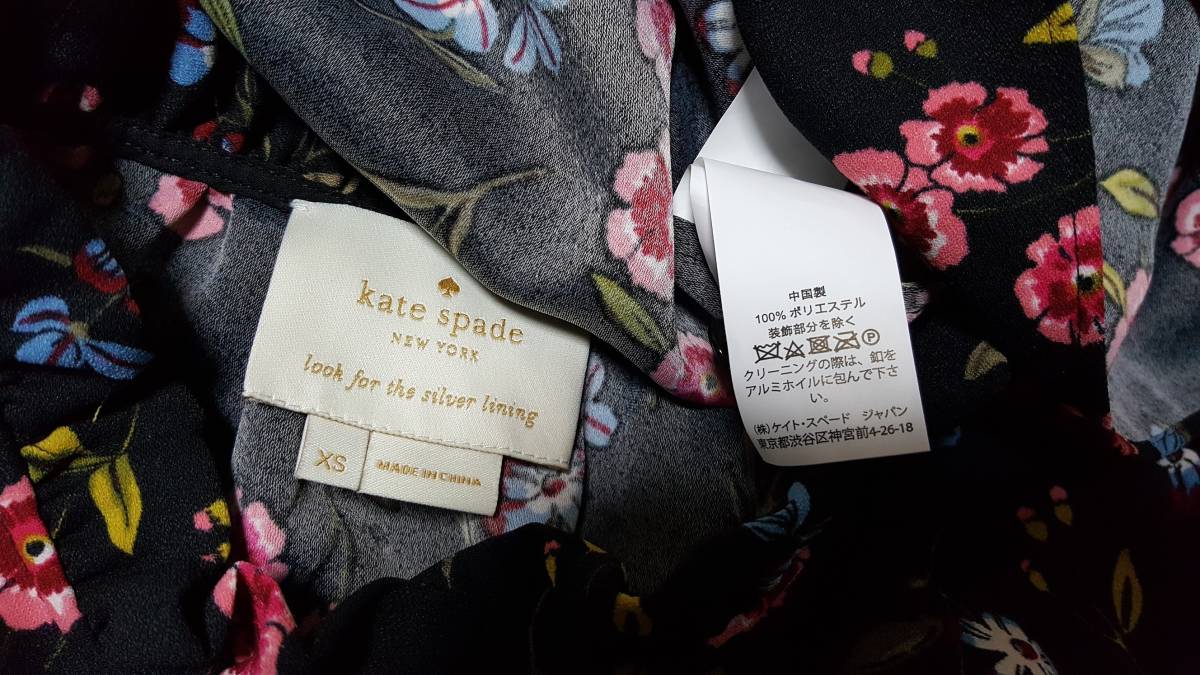 kate spade
NEW YORK
look for the silver lining
XS
MADE IN CHINA
中国製
100% ポリエステル
装飾部分を除く
クリーニングの際は、釦を
アルミホイルに包んで下さ
い。
(株)ケイト・スペード ジャパン
東京都渋谷区神宮前4-26-18